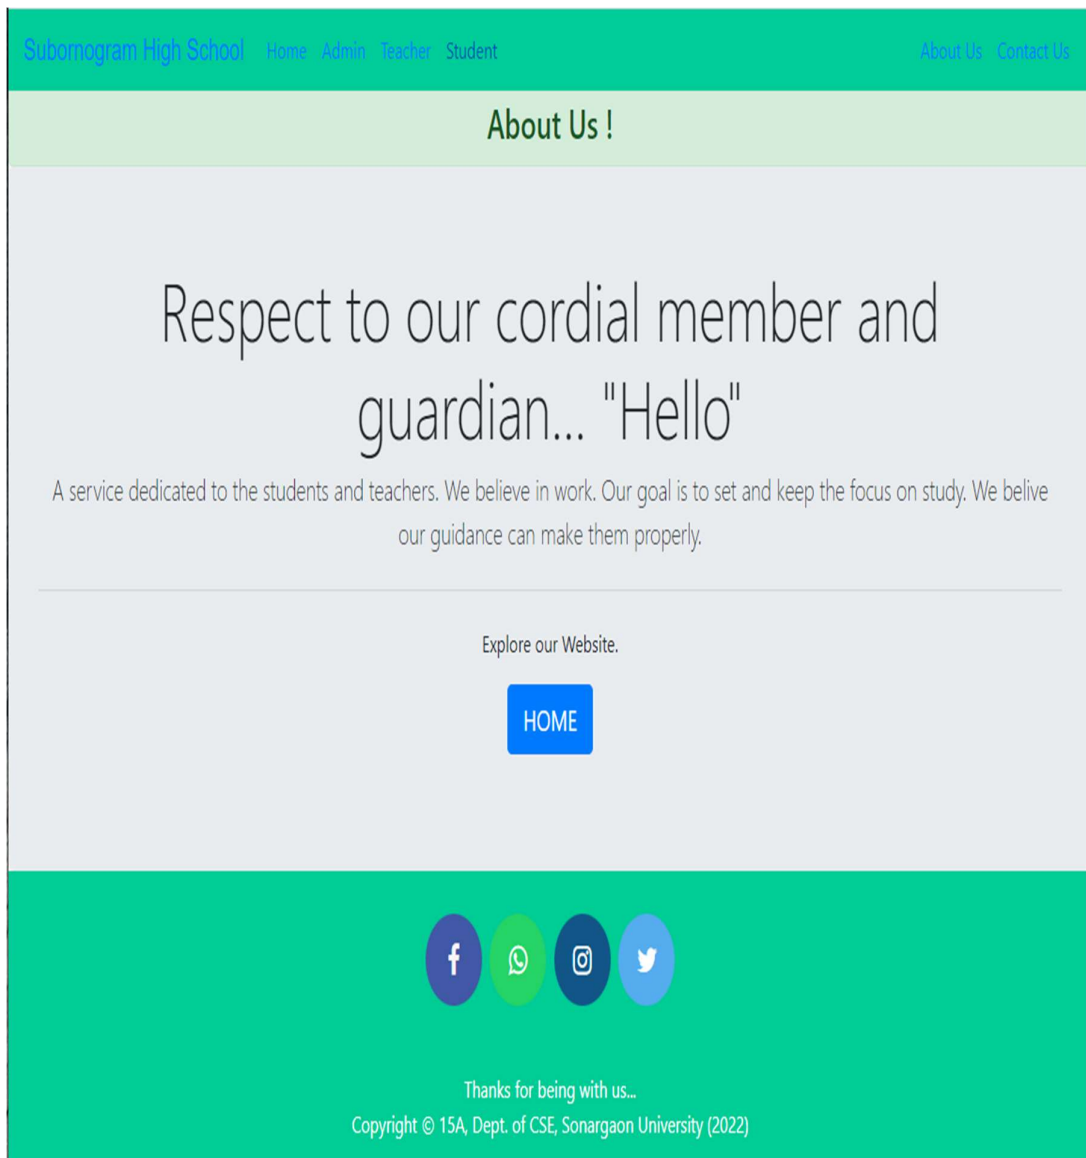 Subornogram High School Home Admin Teacher Student About Us Contact Us
About Us !
Respect to our cordial member and
guardian... "Hello"
A service dedicated to the students and teachers. We believe in work. Our goal is to set and keep the focus on study. We belive
our guidance can make them properly.
Explore our Website.
HOME
Thanks for being with us...
Copyright © 15A, Dept. of CSE, Sonargaon University (2022)